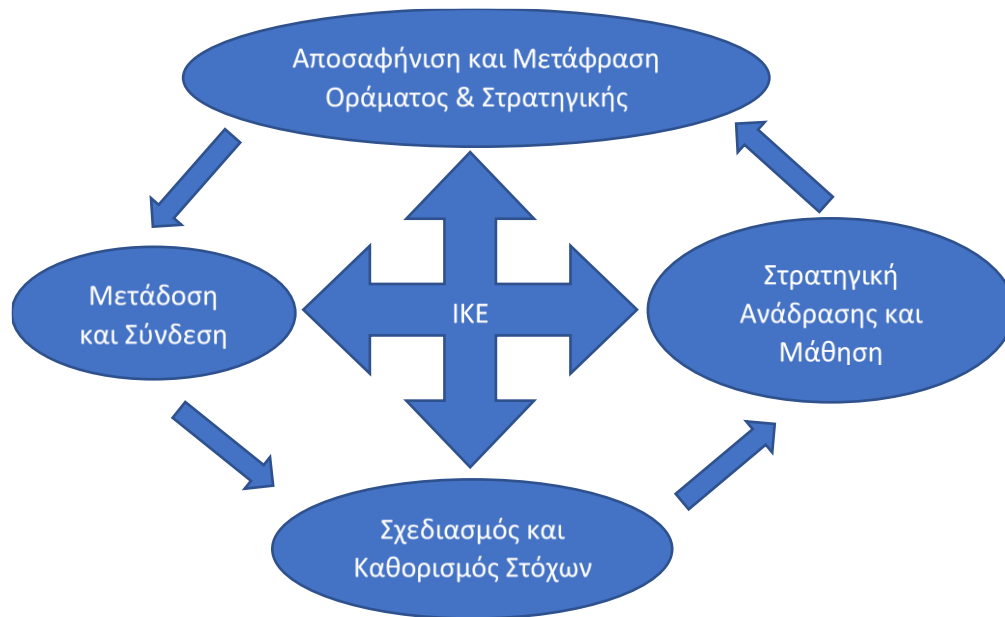 Αποσαφήνιση και Μετάφραση
Οράματος & Στρατηγικής
Μετάδοση
και Σύνδεση
ΙΚΕ
Στρατηγική
Ανάδρασης και
Μάθηση
Σχεδιασμός και
Καθορισμός Στόχων